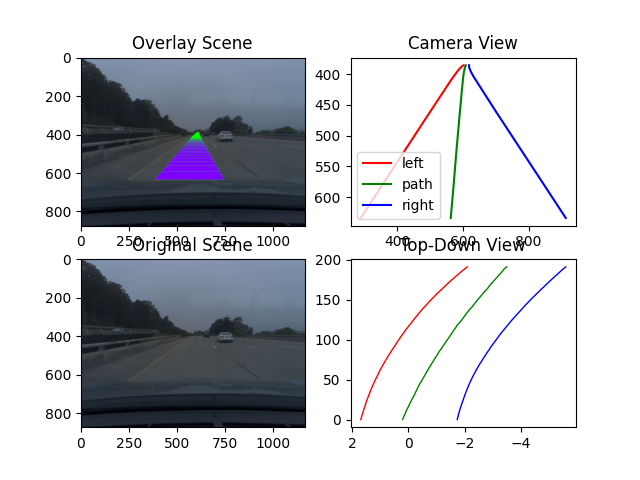 Overlay Scene
0
200
400
600
800
0 250 500 750 1000
Camera View
400
450
500
550
600
400 600 800
left
path
right
Original Scene
0
200
400
600
800
0 250 500 750 1000
Top-Down View
200
150
100
50
0
2 0 −2 −4